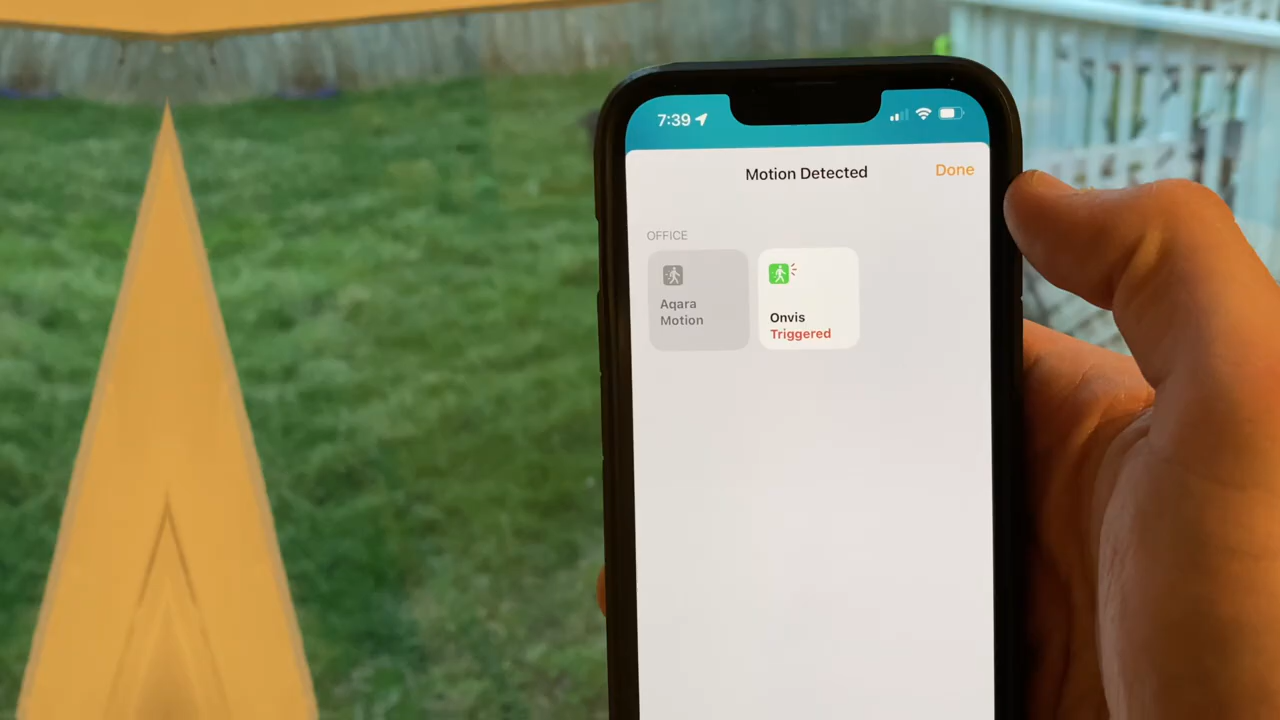 7:39
Motion Detected
Done
OFFICE
Aqara
Motion
Onvis
Triggered